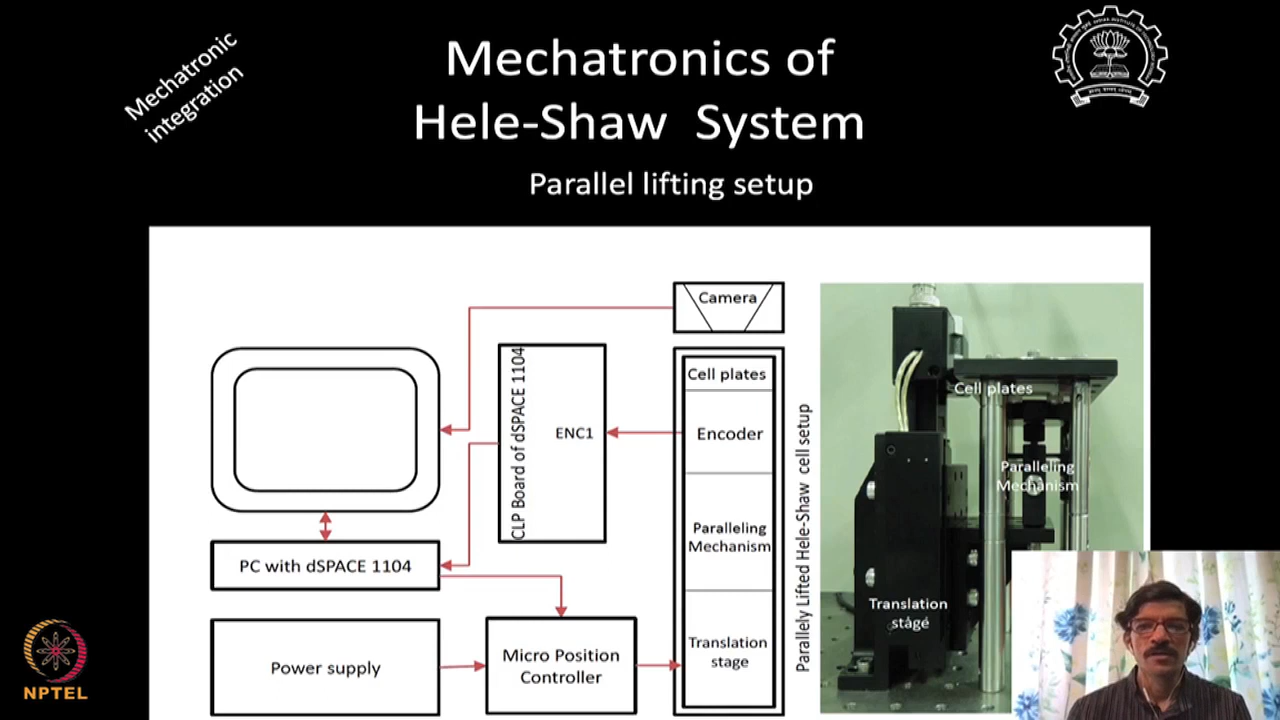 Mechatronic
integration
Mechatronics of
Hele-Shaw System
Parallel lifting setup
Camera
CLP Board of dSPACE 1104
ENC1
Cell plates
Encoder
Paralleling
Mechanism
Translation
stage
Parallely Lifted Hele-Shaw cell setup
PC with dSPACE 1104
Power supply
Micro Position
Controller
Cell plates
Paralleling
Mechanism
Translation
stage
NPTEL